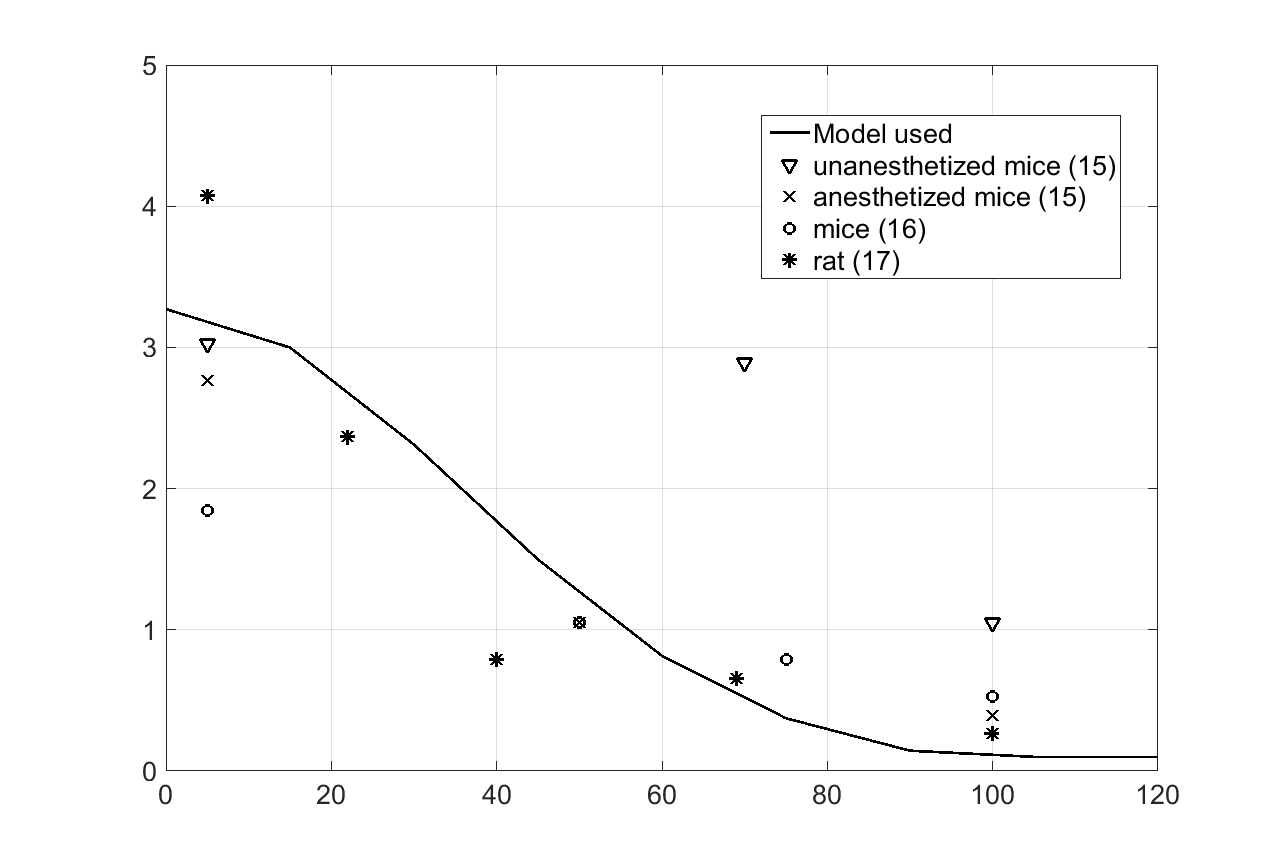 5
4
3
2
1
0
0 20 40 60 80 100 120
Model used
unanesthetized mice (15)
anesthetized mice (15)
mice (16)
rat (17)